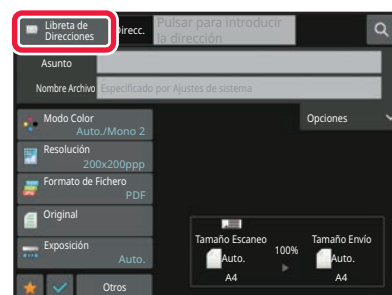 Libreta de
Direcciones
Direcc.
Pulsar para introducir
la dirección
Asunto
Nombre Archivo
Especificado por Ajustes de sistema
Modo Color
Auto./Mono 2
Opciones
Resolución
200x200ppp
Formato de Fichero
PDF
Original
Exposición
Auto.
Tamaño Escaneo
100%
Tamaño Envío
Auto.
Auto.
A4
A4
Otros